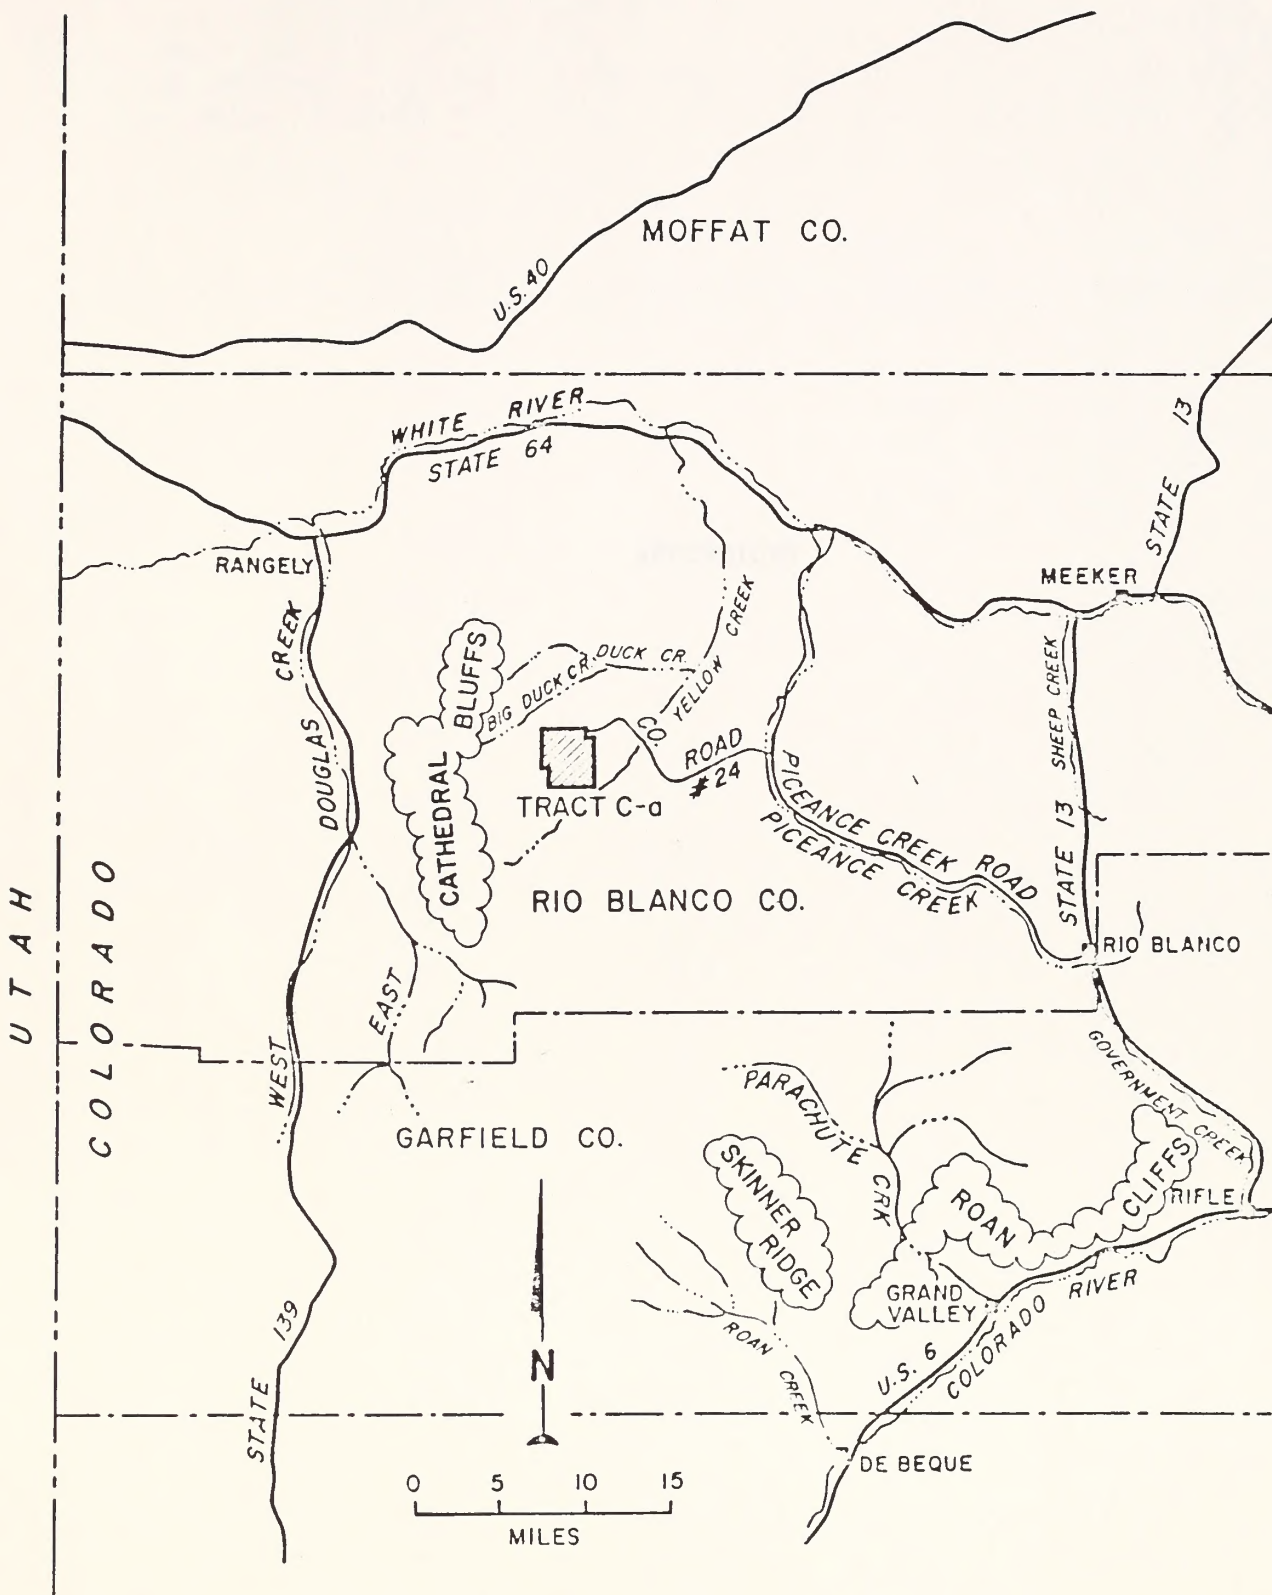 MOFFAT CO.
U.S. 40
STATE 13
WHITE RIVER
STATE 64
RANGELY
MEEKER
CREEK
DOUGLAS
CATHEDRAL
BLUFFS
BIG DUCK CR.
DUCK CR.
YELLOW CREEK
CO.
ROAD
#24
TRACT C-a
SHEEP CREEK
STATE 13
PICEANCE CREEK ROAD
PICEANCE CREEK
RIO BLANCO CO.
RIO BLANCO
UTAH
COLORADO
EAST
WEST
GOVERNMENT CREEK
PARACHUTE CRK
GARFIELD CO.
SKINNER
RIDGE
ROAN
CLIFFS
RIFLE
GRAND
VALLEY
COLORADO RIVER
U.S. 6
ROAN
CREEK
STATE 139
N
DE BEQUE
0 5 10 15
MILES